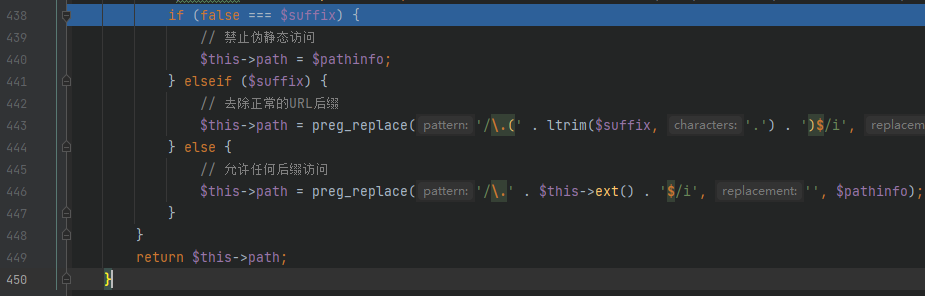 438 if (false === $suffix) {
439 // 禁止伪静态访问
440 $this->path = $pathinfo;
441 } elseif ($suffix) {
442 // 去除正常的URL后缀
443 $this->path = preg_replace( pattern: '/\.(' . ltrim($suffix, characters: '.') . ')$/i', replacement
444 } else {
445 // 允许任何后缀访问
446 $this->path = preg_replace( pattern: '/\.' . $this->ext() . '$/i', replacement: '', $pathinfo);
447 }
448 }
449 return $this->path;
450 }